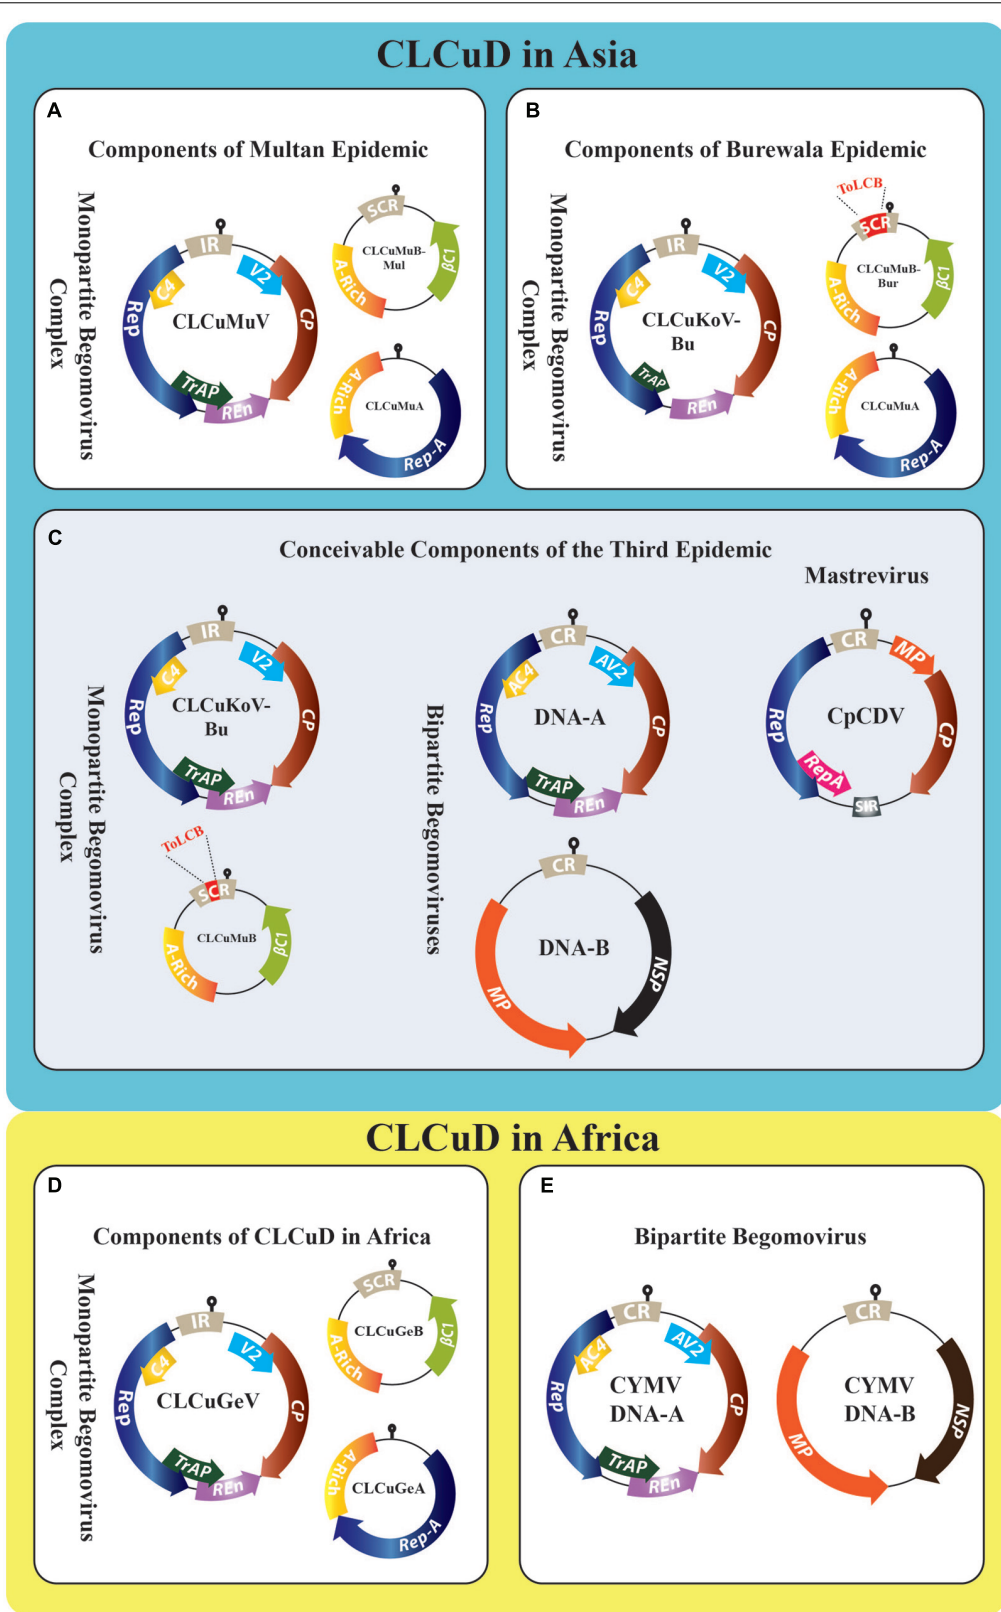 CLCuD in Asia
A
Components of Multan Epidemic
Monopartite Begomovirus
Complex
IR
V2
CP
REn
TrAP
Rep
C4
CLCuMuV
SCR
βC1
A-Rich
CLCuMuB-
Mul
A-Rich
Rep-A
CLCuMuA
B
Components of Burewala Epidemic
Monopartite Begomovirus
Complex
IR
V2
CP
REn
TrAP
Rep
C4
CLCuKoV-
Bu
ToLCB
SCR
βC1
A-Rich
CLCuMuB-
Bur
A-Rich
Rep-A
CLCuMuA
C
Conceivable Components of the Third Epidemic
Monopartite Begomovirus
Complex
IR
V2
CP
REn
TrAP
Rep
C4
CLCuKoV-
Bu
ToLCB
SCR
βC1
A-Rich
CLCuMuB
Bipartite Begomoviruses
CR
AV2
CP
REn
TrAP
Rep
AC4
DNA-A
CR
NSP
MP
DNA-B
Mastrevirus
CR
MP
CP
SIR
RepA
Rep
CpCDV
CLCuD in Africa
D
Components of CLCuD in Africa
Monopartite Begomovirus
Complex
IR
V2
CP
REn
TrAP
Rep
C4
CLCuGeV
SCR
βC1
A-Rich
CLCuGeB
A-Rich
Rep-A
CLCuGeA
E
Bipartite Begomovirus
CR
AV2
CP
REn
TrAP
Rep
AC4
CYMV
DNA-A
CR
NSP
MP
CYMV
DNA-B